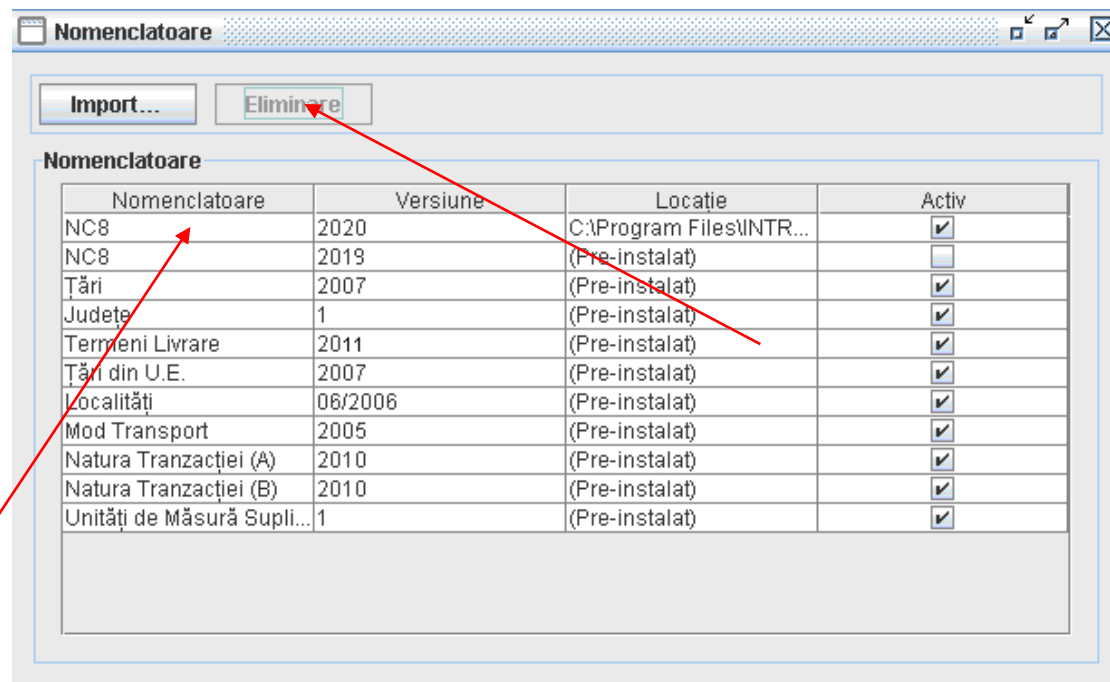 Nomenclatoare
Import... Eliminare
Nomenclatoare
Nomenclatoare Versiune Locație Activ
NC8 2020 C:\Program Files\INTR...
NC8 2019 (Pre-instalat)
Țări 2007 (Pre-instalat)
Județe 1 (Pre-instalat)
Termeni Livrare 2011 (Pre-instalat)
Țări din U.E. 2007 (Pre-instalat)
Localități 06/2006 (Pre-instalat)
Mod Transport 2005 (Pre-instalat)
Natura Tranzacției (A) 2010 (Pre-instalat)
Natura Tranzacției (B) 2010 (Pre-instalat)
Unități de Măsură Supli... 1 (Pre-instalat)